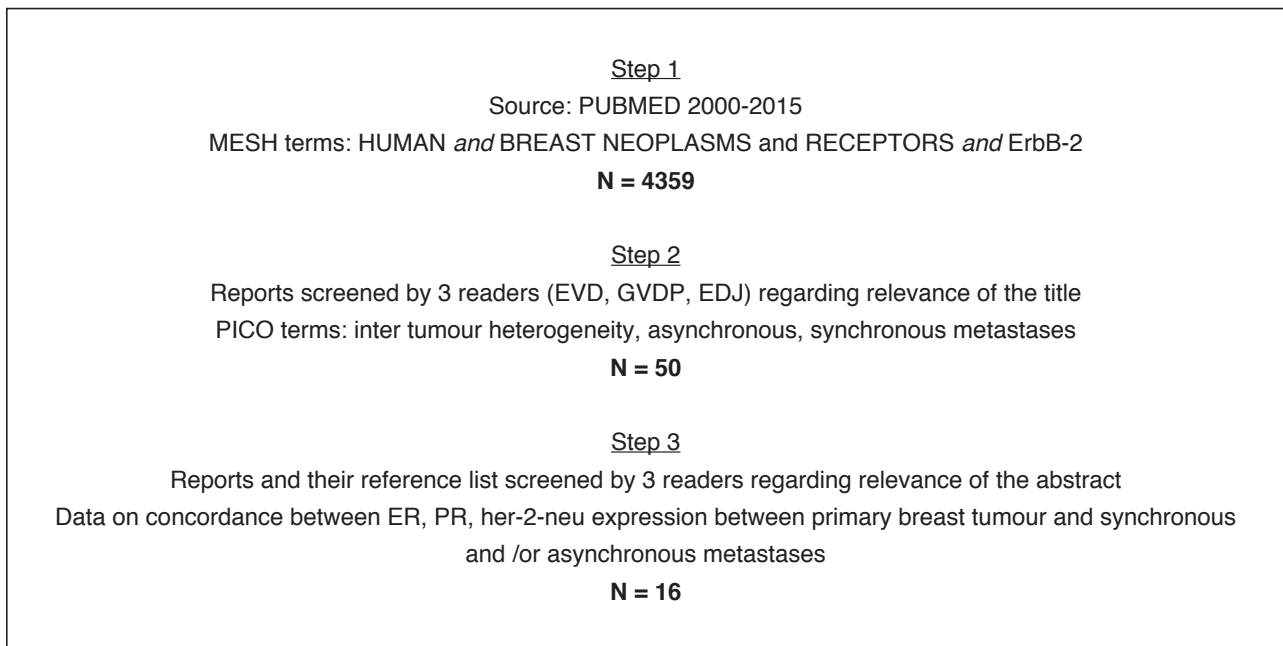 Step 1
Source: PUBMED 2000-2015
MESH terms: HUMAN and BREAST NEOPLASMS and RECEPTORS and ErbB-2
N = 4359
Step 2
Reports screened by 3 readers (EVD, GVDP, EDJ) regarding relevance of the title
PICO terms: inter tumour heterogeneity, asynchronous, synchronous metastases
N = 50
Step 3
Reports and their reference list screened by 3 readers regarding relevance of the abstract
Data on concordance between ER, PR, her-2-neu expression between primary breast tumour and synchronous
and /or asynchronous metastases
N = 16